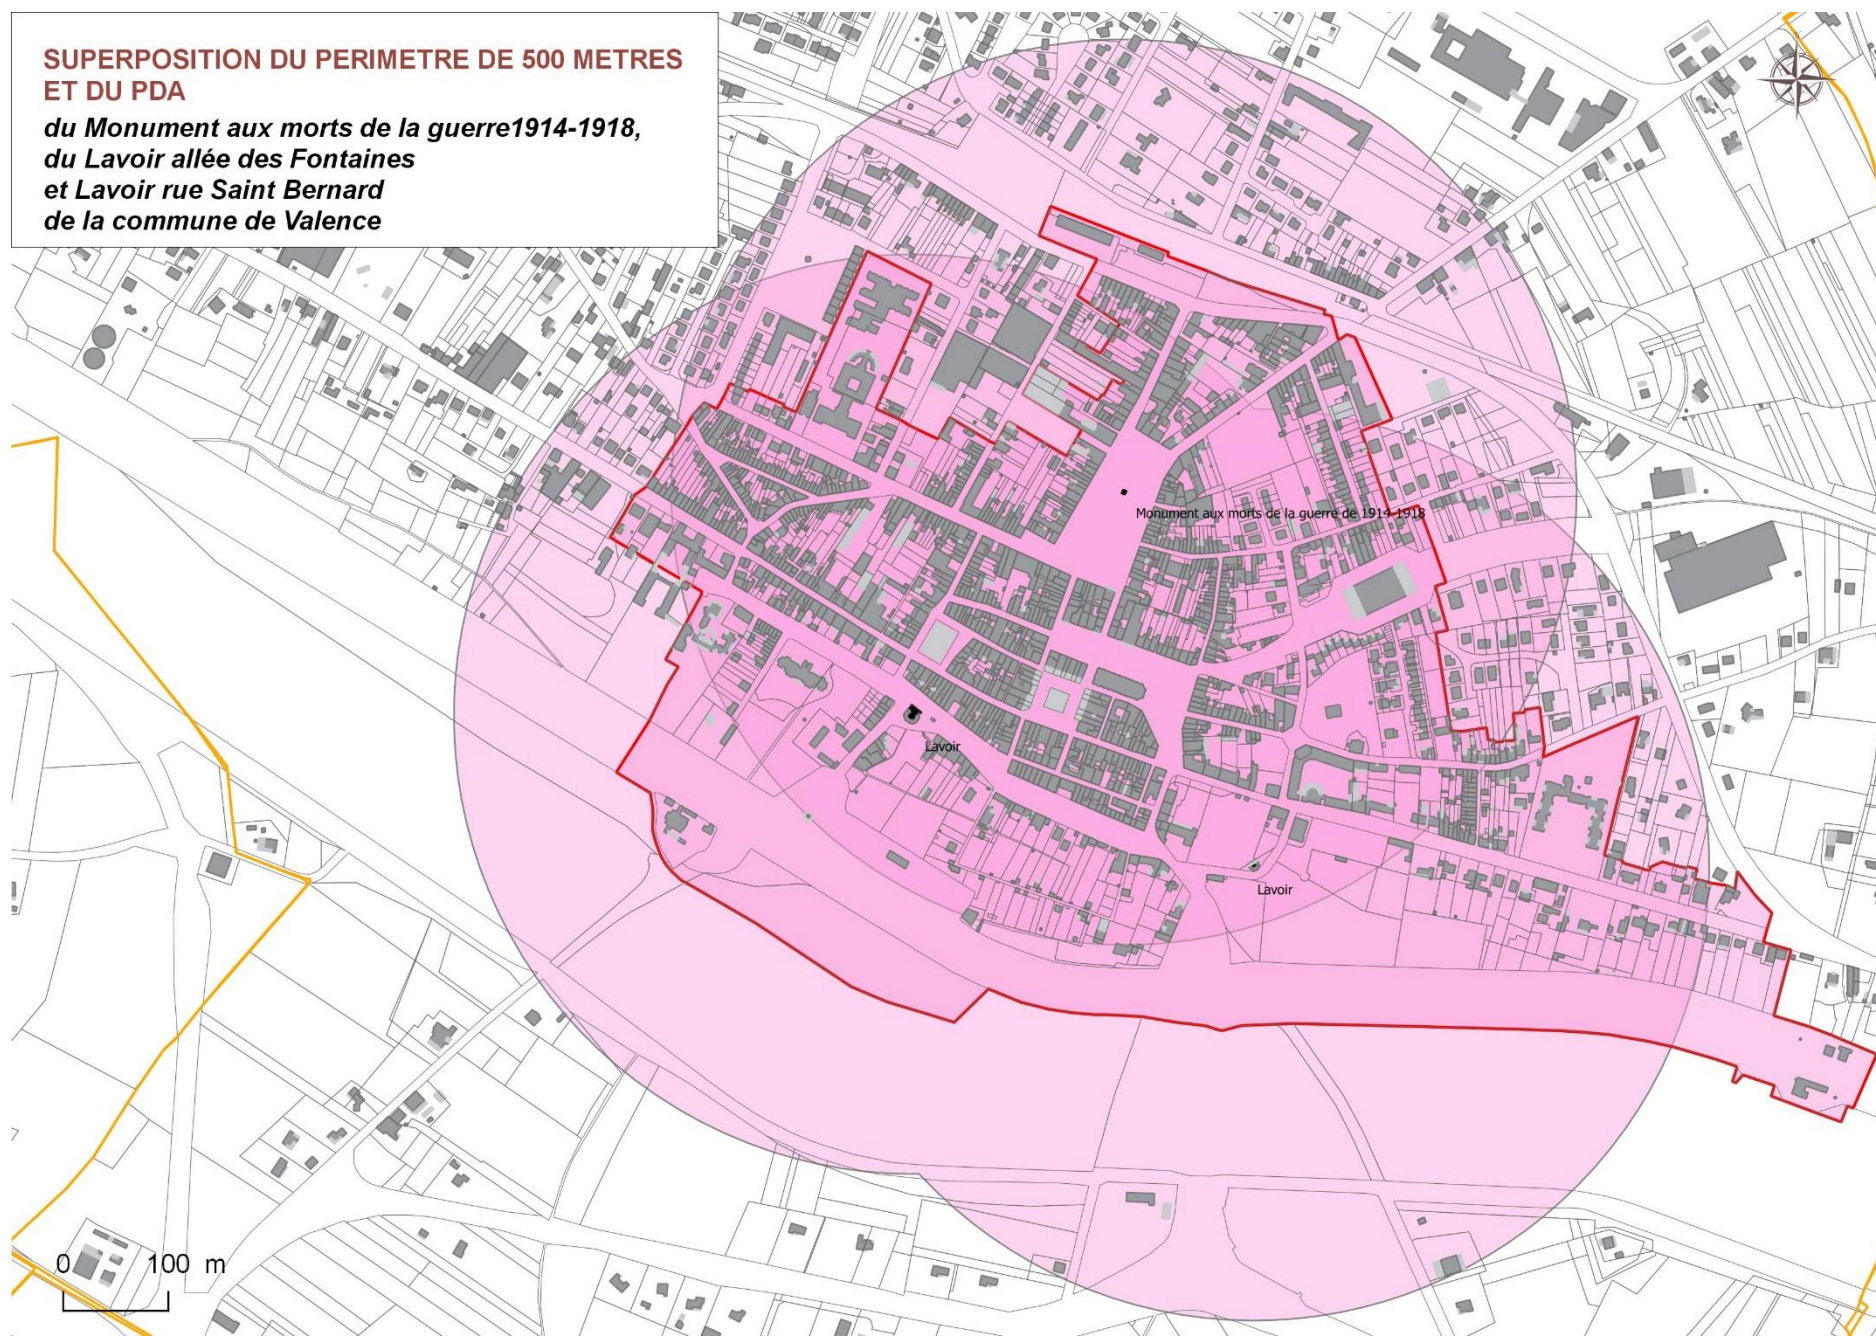 SUPERPOSITION DU PERIMETRE DE 500 METRES
ET DU PDA
du Monument aux morts de la guerre1914-1918,
du Lavoir allée des Fontaines
et Lavoir rue Saint Bernard
de la commune de Valence
Monument aux morts de la guerre de 1914-1918
Lavoir
Lavoir
0 100 m